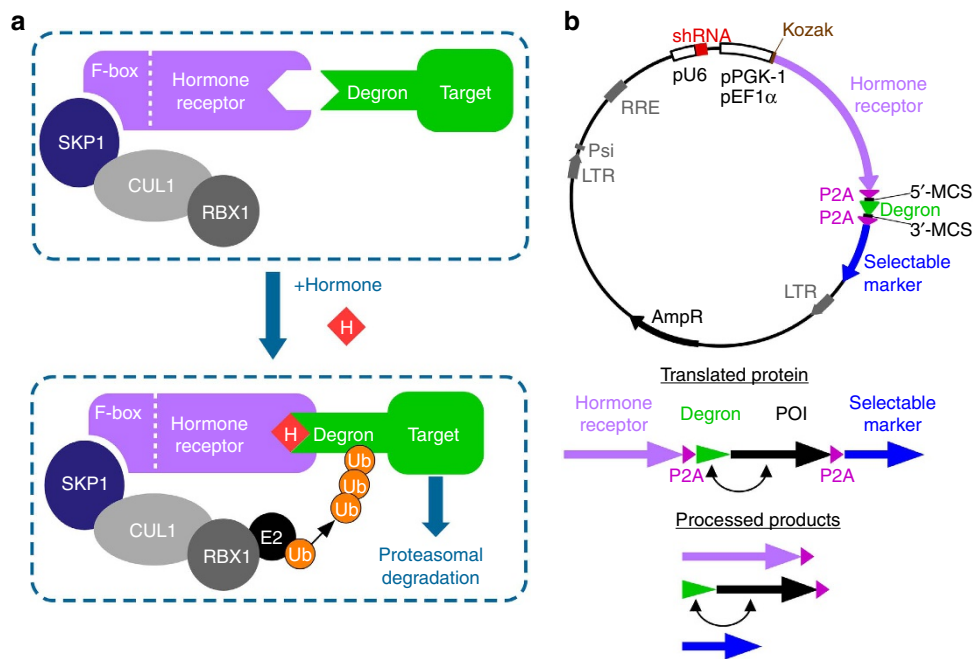 a
F-box
Hormone
receptor
Degron
Target
SKP1
CUL1
RBX1
+Hormone
H
F-box
Hormone
receptor
H
Degron
Target
Ub
Ub
Ub
SKP1
CUL1
RBX1
E2
Ub
Proteasomal
degradation
b
shRNA
Kozak
pU6
pPGK-1
pEF1α
Hormone
receptor
RRE
Psi
LTR
P2A
5′-MCS
Degron
P2A
3′-MCS
Selectable
marker
LTR
AmpR
Translated protein
Hormone
receptor
Degron
POI
Selectable
marker
P2A
P2A
Processed products